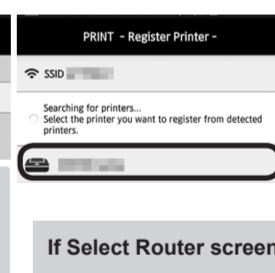 PRINT - Register Printer -
SSID
Searching for printers...
Select the printer you want to register from detected
printers.
If Select Router screen